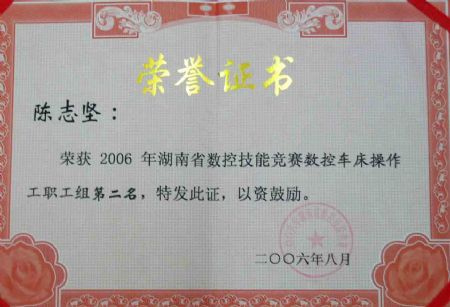 荣誉证书
陈志坚：
荣获 2006 年湖南省数控技能竞赛数控车床操作
工职工组第二名，特发此证，以资鼓励。
二〇〇六年八月